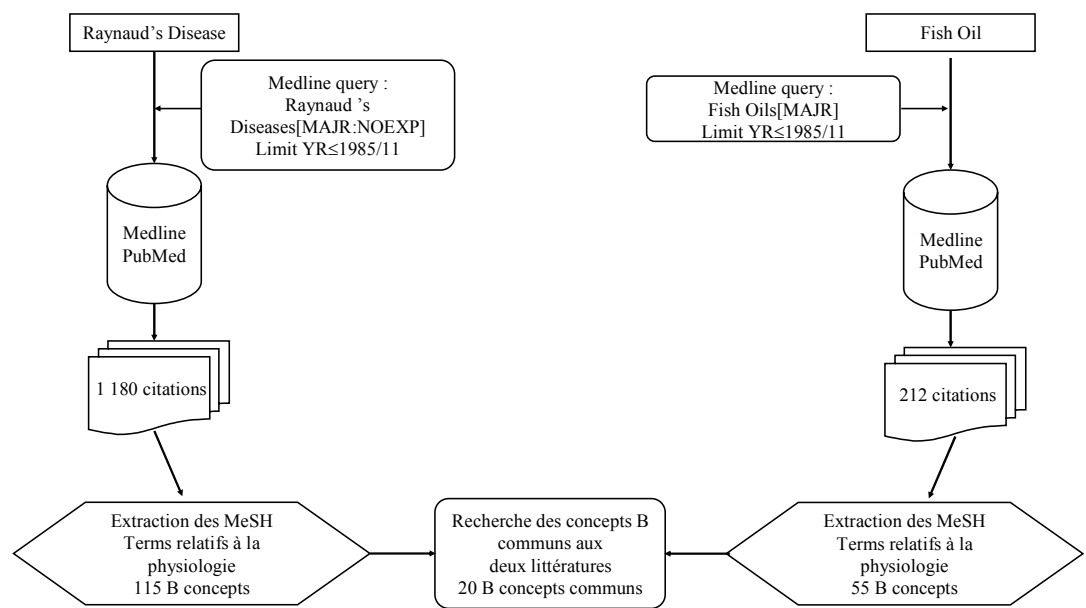 Raynaud's Disease
Medline query :
Raynaud 's
Diseases[MAJR:NOEXP]
Limit YR≤1985/11
Medline
PubMed
1 180 citations
Extraction des MeSH
Terms relatifs à la
physiologie
115 B concepts
Recherche des concepts B
communs aux
deux littératures
20 B concepts communs
Fish Oil
Medline query :
Fish Oils[MAJR]
Limit YR≤1985/11
Medline
PubMed
212 citations
Extraction des MeSH
Terms relatifs à la
physiologie
55 B concepts